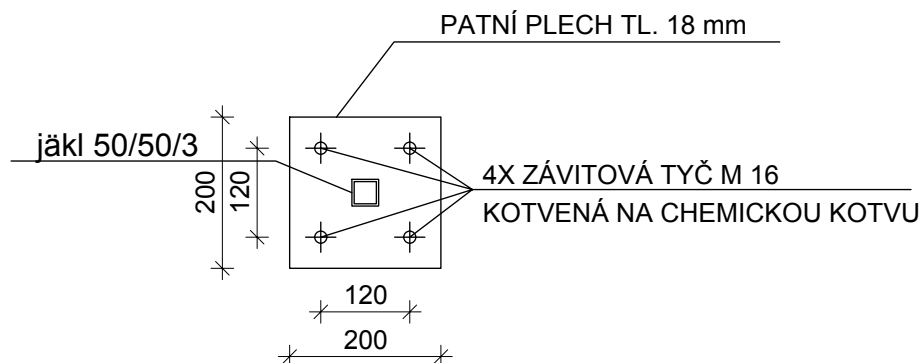 PATNÍ PLECH TL. 18 mm
jäkl 50/50/3
200
120
4X ZÁVITOVÁ TYČ M 16
KOTVENÁ NA CHEMICKOU KOTVU
120
200